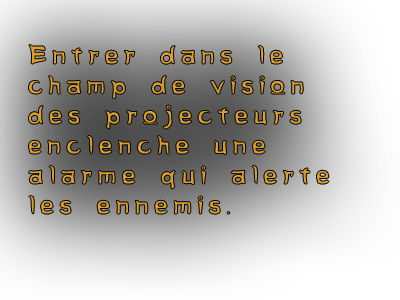 Entrer dans le
champ de vision
des projecteurs
enclenche une
alarme qui alerte
les ennemis.